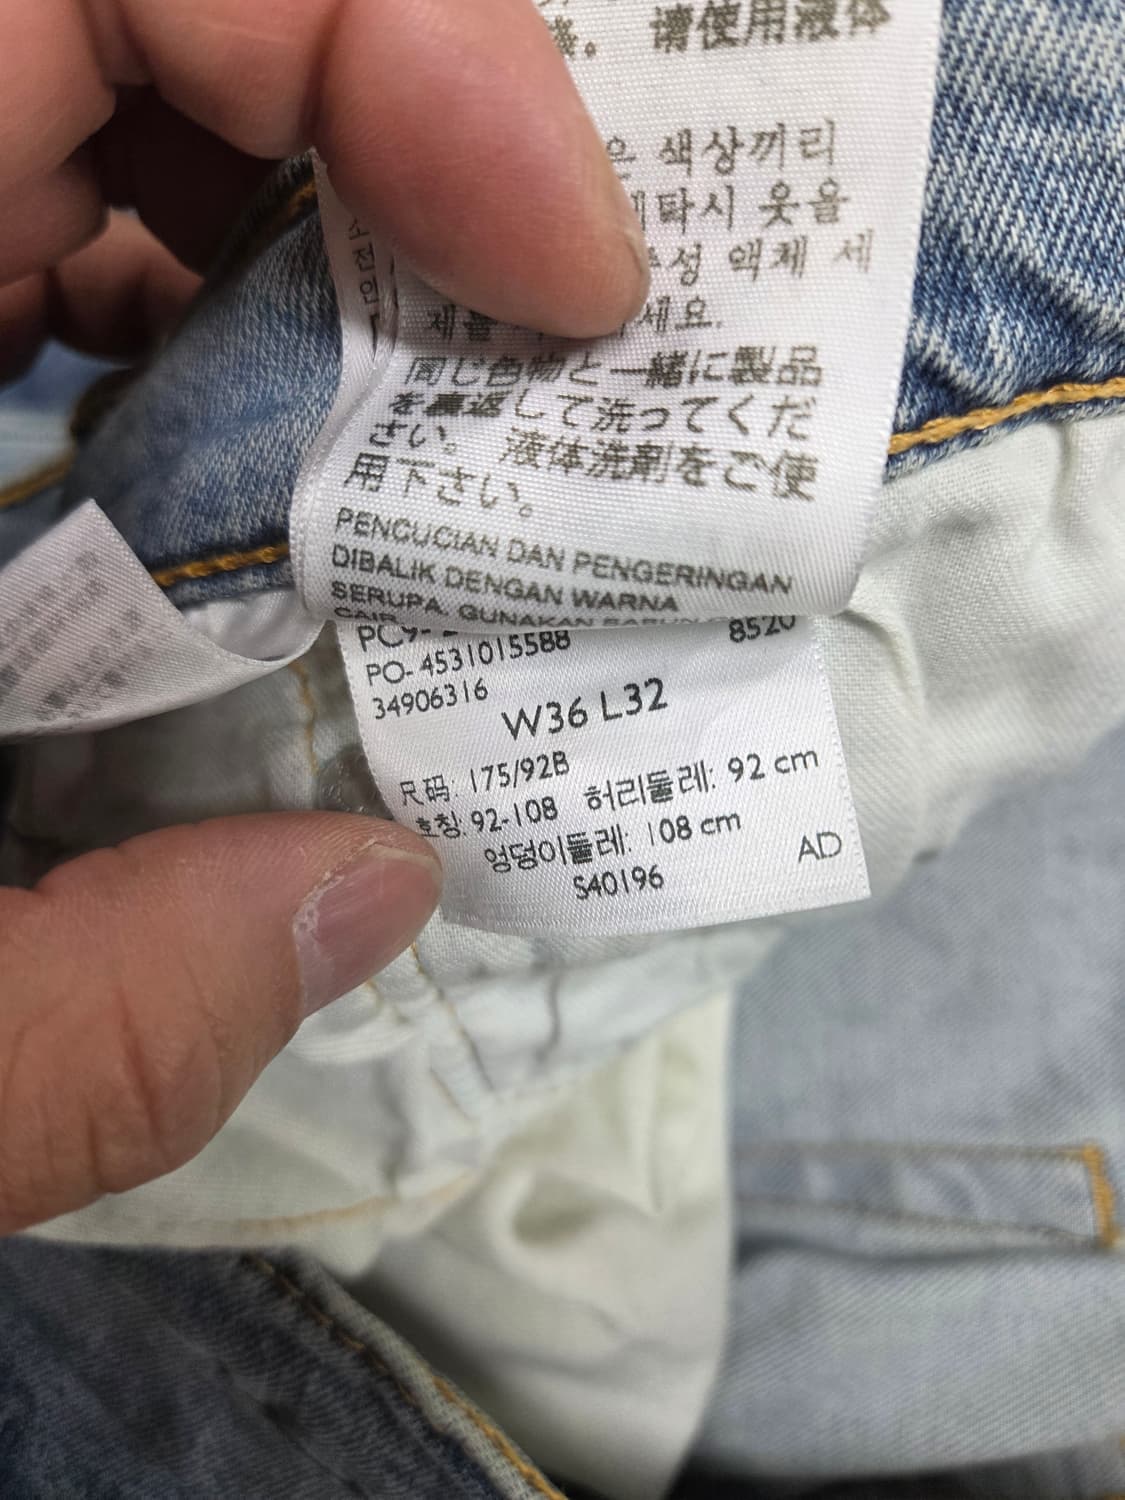 请使用液体
은 색상끼리
타시 옷을
성 액체 세
제를 세요.
同じ色物と一緒に製品
を裏返して洗ってくだ
さい。 液体洗剤をご使
用下さい。
PENCUCIAN DAN PENGERINGAN
DIBALIK DENGAN WARNA
SERUPA. GUNAKAN
CAIR
8520
PO- 4531015588
34906316
W36 L32
尺码: 175/92B
호칭: 92-108 허리둘레: 92 cm
엉덩이둘레: 108 cm
AD
S40196